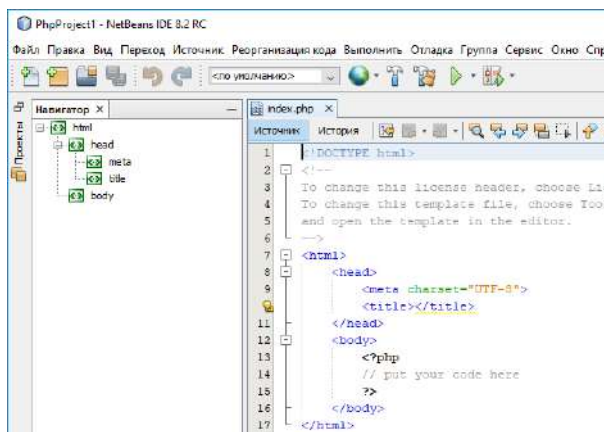 PhpProject1 - NetBeans IDE 8.2 RC
Файл Правка Вид Переход Источник Реорганизация кода Выполнить Отладка Группа Сервис Окно Спр
<по умолчанию>
Проекты
Навигатор
html
head
meta
title
body
index.php
Источник История
1 <!DOCTYPE html>
2 <!--
3 To change this license header, choose Li
4 To change this template file, choose Too
5 and open the template in the editor.
6 -->
7 <html>
8 <head>
9 <meta charset="UTF-8">
<title></title>
11 </head>
12 <body>
13 <?php
14 // put your code here
15 ?>
16 </body>
17 </html>